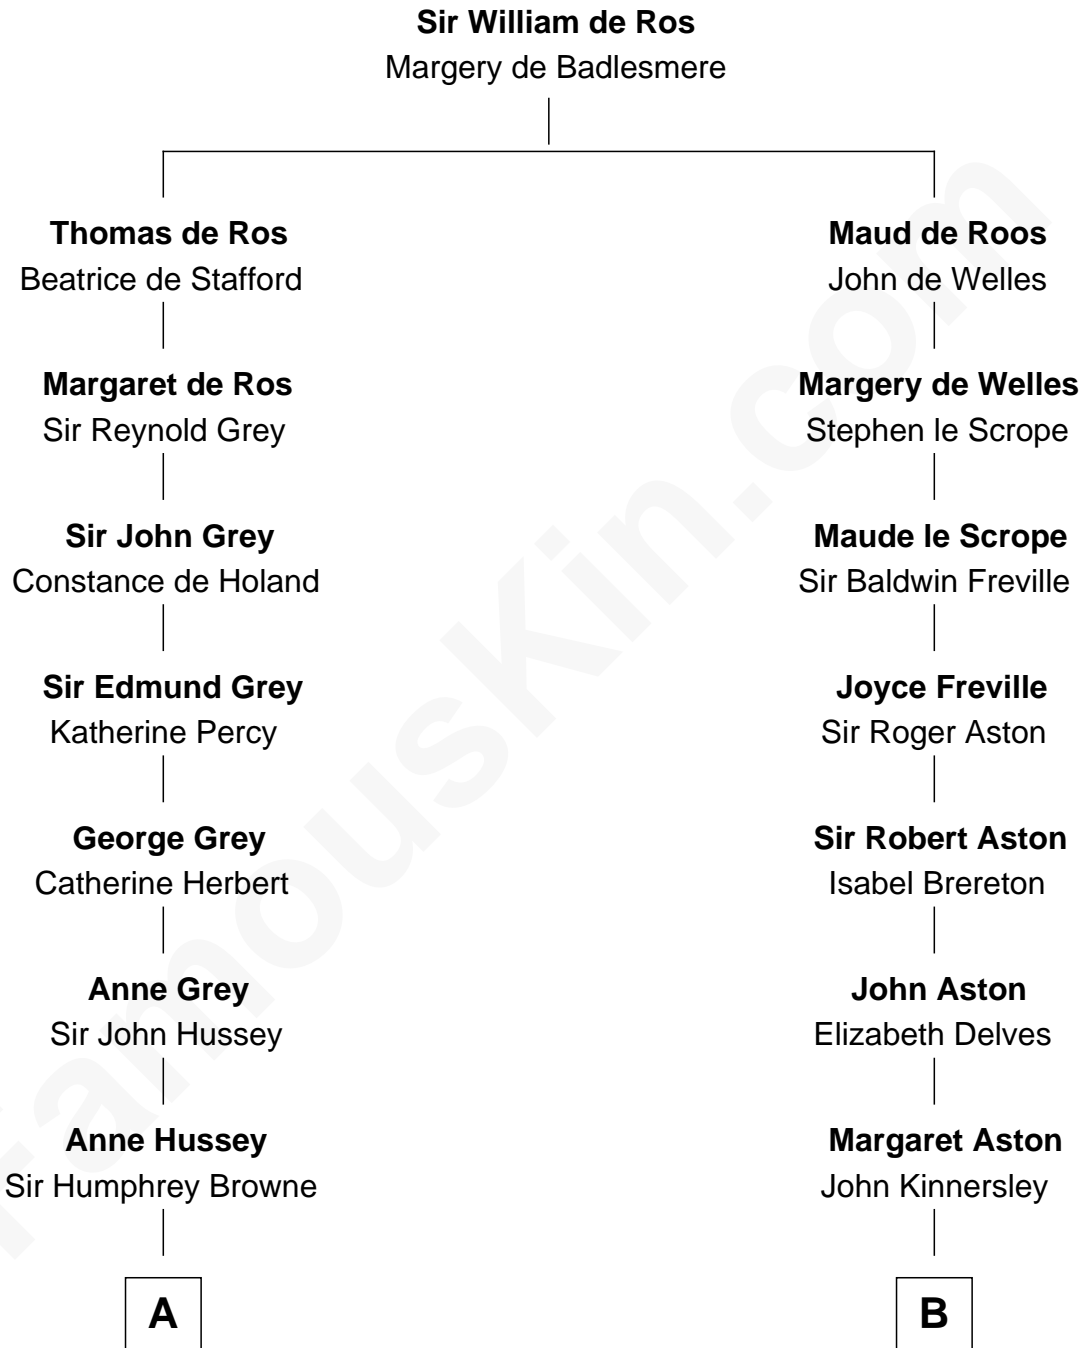 Sir William de Ros
Margery de Badlesmere
Thomas de Ros
Beatrice de Stafford
Margaret de Ros
Sir Reynold Grey
Sir John Grey
Constance de Holand
Sir Edmund Grey
Katherine Percy
George Grey
Catherine Herbert
Anne Grey
Sir John Hussey
Anne Hussey
Sir Humphrey Browne
A
Maud de Roos
John de Welles
Margery de Welles
Stephen le Scrope
Maude le Scrope
Sir Baldwin Freville
Joyce Freville
Sir Roger Aston
Sir Robert Aston
Isabel Brereton
John Aston
Elizabeth Delves
Margaret Aston
John Kinnersley
B
FamousKin.com